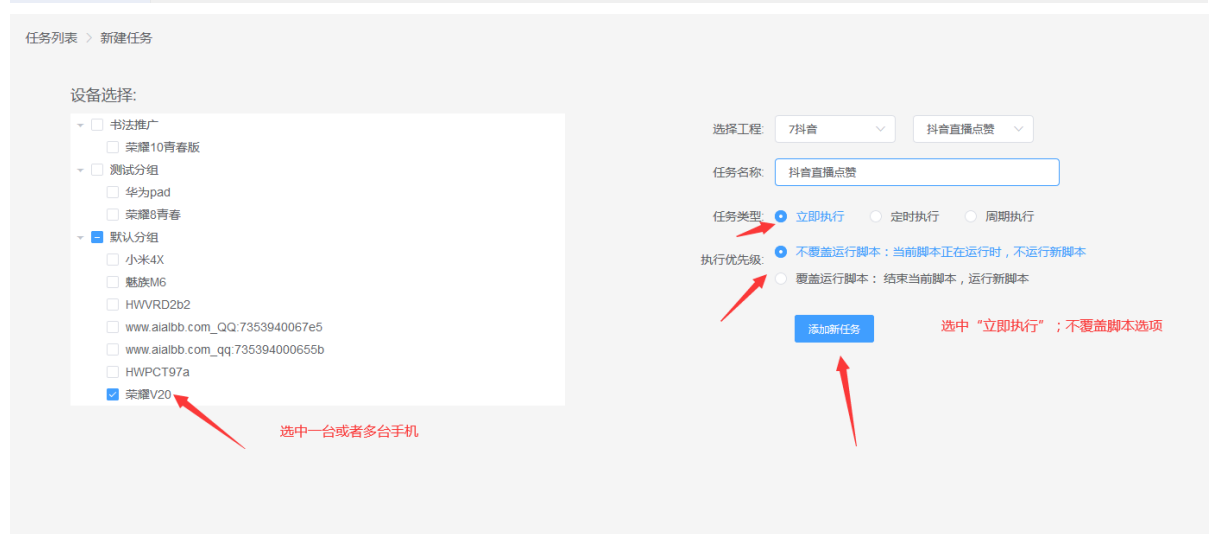 任务列表 > 新建任务
设备选择:
书法推广
荣耀10青春版
测试分组
华为pad
荣耀8青春
默认分组
小米4X
魅族M6
HWVRD2b2
www.aialbb.com_QQ:7353940067e5
www.aialbb.com_qq:735394000655b
HWPCT97a
荣耀V20
选中一台或者多台手机
选择工程: 7抖音 抖音直播点赞
任务名称: 抖音直播点赞
任务类型: 立即执行 定时执行 周期执行
执行优先级: 不覆盖运行脚本：当前脚本正在运行时，不运行新脚本
覆盖运行脚本： 结束当前脚本，运行新脚本
添加新任务
选中“立即执行”；不覆盖脚本选项